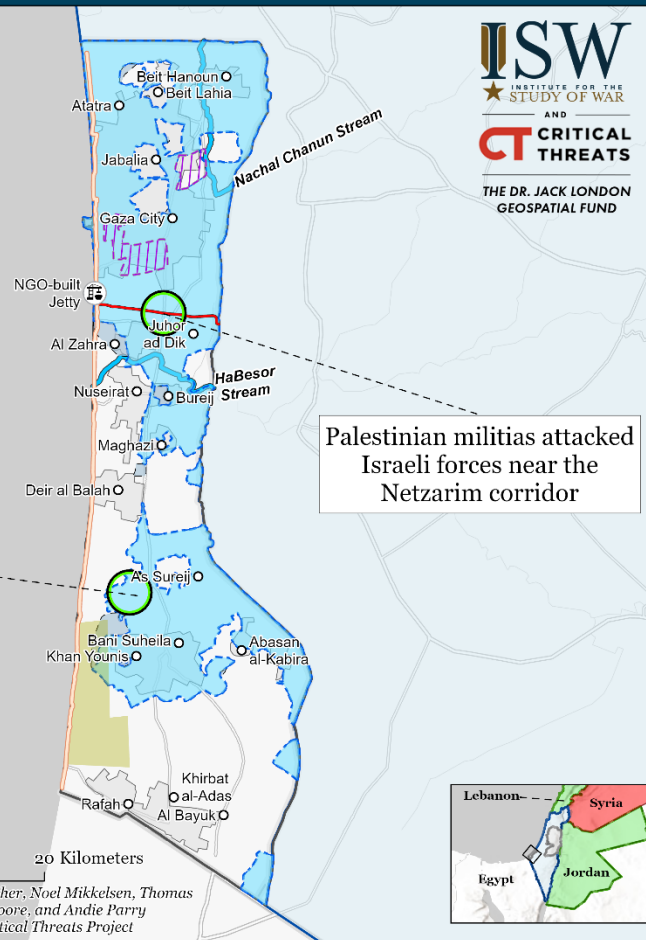 ISW
INSTITUTE FOR THE
STUDY OF WAR
AND
CT CRITICAL
THREATS
THE DR. JACK LONDON
GEOSPATIAL FUND
Beit Hanoun
Beit Lahia
Atatra
Nachal Chanun Stream
Jabalia
Gaza City
NGO-built
Jetty
Juhor
ad Dik
Al Zahra
HaBesor
Stream
Nuseirat
Bureij
Palestinian militias attacked
Israeli forces near the
Netzarim corridor
Maghazi
Deir al Balah
As Sureij
Bani Suheila
Khan Younis
Abasan
al-Kabira
Khirbat
al-Adas
Rafah
Al Bayuk
Lebanon
Syria
Egypt
Jordan
20 Kilometers
her, Noel Mikkelsen, Thomas
oore, and Andie Parry
tical Threats Project